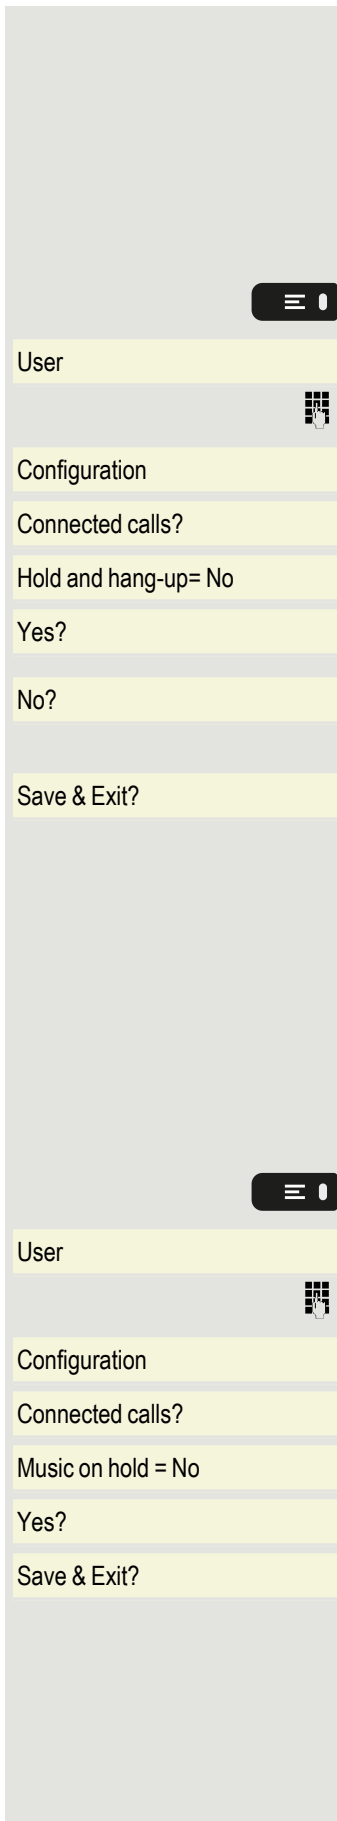 User
Configuration
Connected calls?
Hold and hang-up= No
Yes?
No?
Save & Exit?
User
Configuration
Connected calls?
Music on hold = No
Yes?
Save & Exit?